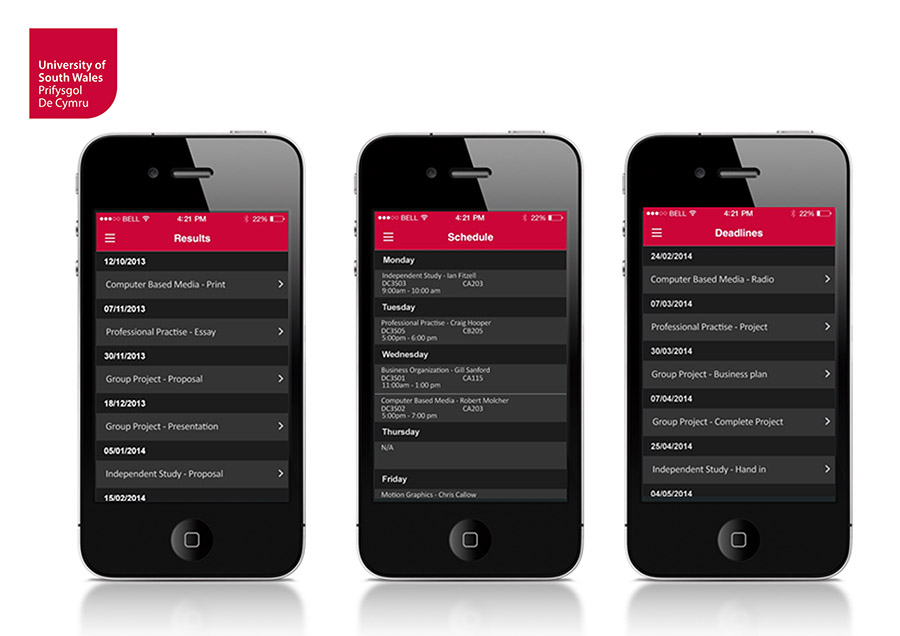 University of
South Wales
Prifysgol
De Cymru
BELL 4:21 PM 22%
Results
12/10/2013
Computer Based Media - Print
07/11/2013
Professional Practise - Essay
30/11/2013
Group Project - Proposal
18/12/2013
Group Project - Presentation
05/01/2014
Independent Study - Proposal
15/02/2014
BELL 4:21 PM 22%
Schedule
Monday
Independent Study - Ian Fitzell
DC3S03 CA203
9:00am - 10:00 am
Tuesday
Professional Practise - Craig Hooper
DC3S05 CB205
5:00pm - 6:00 pm
Wednesday
Business Organization - Gill Sanford
DC3S01 CA115
11:00am - 1:00 pm
Computer Based Media - Robert Molcher
DC3S02 CA203
5:00pm - 7:00 pm
Thursday
N/A
Friday
Motion Graphics - Chris Callow
BELL 4:21 PM 22%
Deadlines
24/02/2014
Computer Based Media - Radio
07/03/2014
Professional Practise - Project
30/03/2014
Group Project - Business plan
07/04/2014
Group Project - Complete Project
25/04/2014
Independent Study - Hand in
04/05/2014